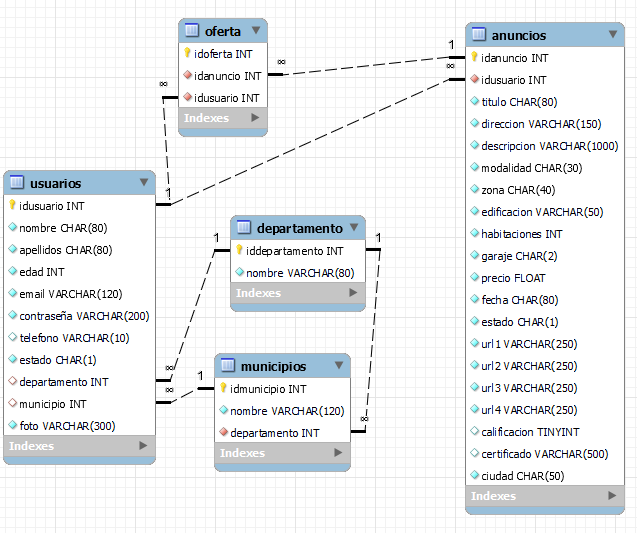 oferta
idoferta INT
idanuncio INT
idusuario INT
Indexes
anuncios
idanuncio INT
idusuario INT
titulo CHAR(80)
direccion VARCHAR(150)
descripcion VARCHAR(1000)
modalidad CHAR(30)
zona CHAR(40)
edificacion VARCHAR(50)
habitaciones INT
garaje CHAR(2)
precio FLOAT
fecha CHAR(80)
estado CHAR(1)
url1 VARCHAR(250)
url2 VARCHAR(250)
url3 VARCHAR(250)
url4 VARCHAR(250)
calificacion TINYINT
certificado VARCHAR(500)
ciudad CHAR(50)
Indexes
usuarios
idusuario INT
nombre CHAR(80)
apellidos CHAR(80)
edad INT
email VARCHAR(120)
contraseña VARCHAR(200)
telefono VARCHAR(10)
estado CHAR(1)
departamento INT
municipio INT
foto VARCHAR(300)
Indexes
departamento
iddepartamento INT
nombre VARCHAR(80)
Indexes
municipios
idmunicipio INT
nombre VARCHAR(120)
departamento INT
Indexes
∞
∞
1
∞
1
1
1
∞
∞
1
∞